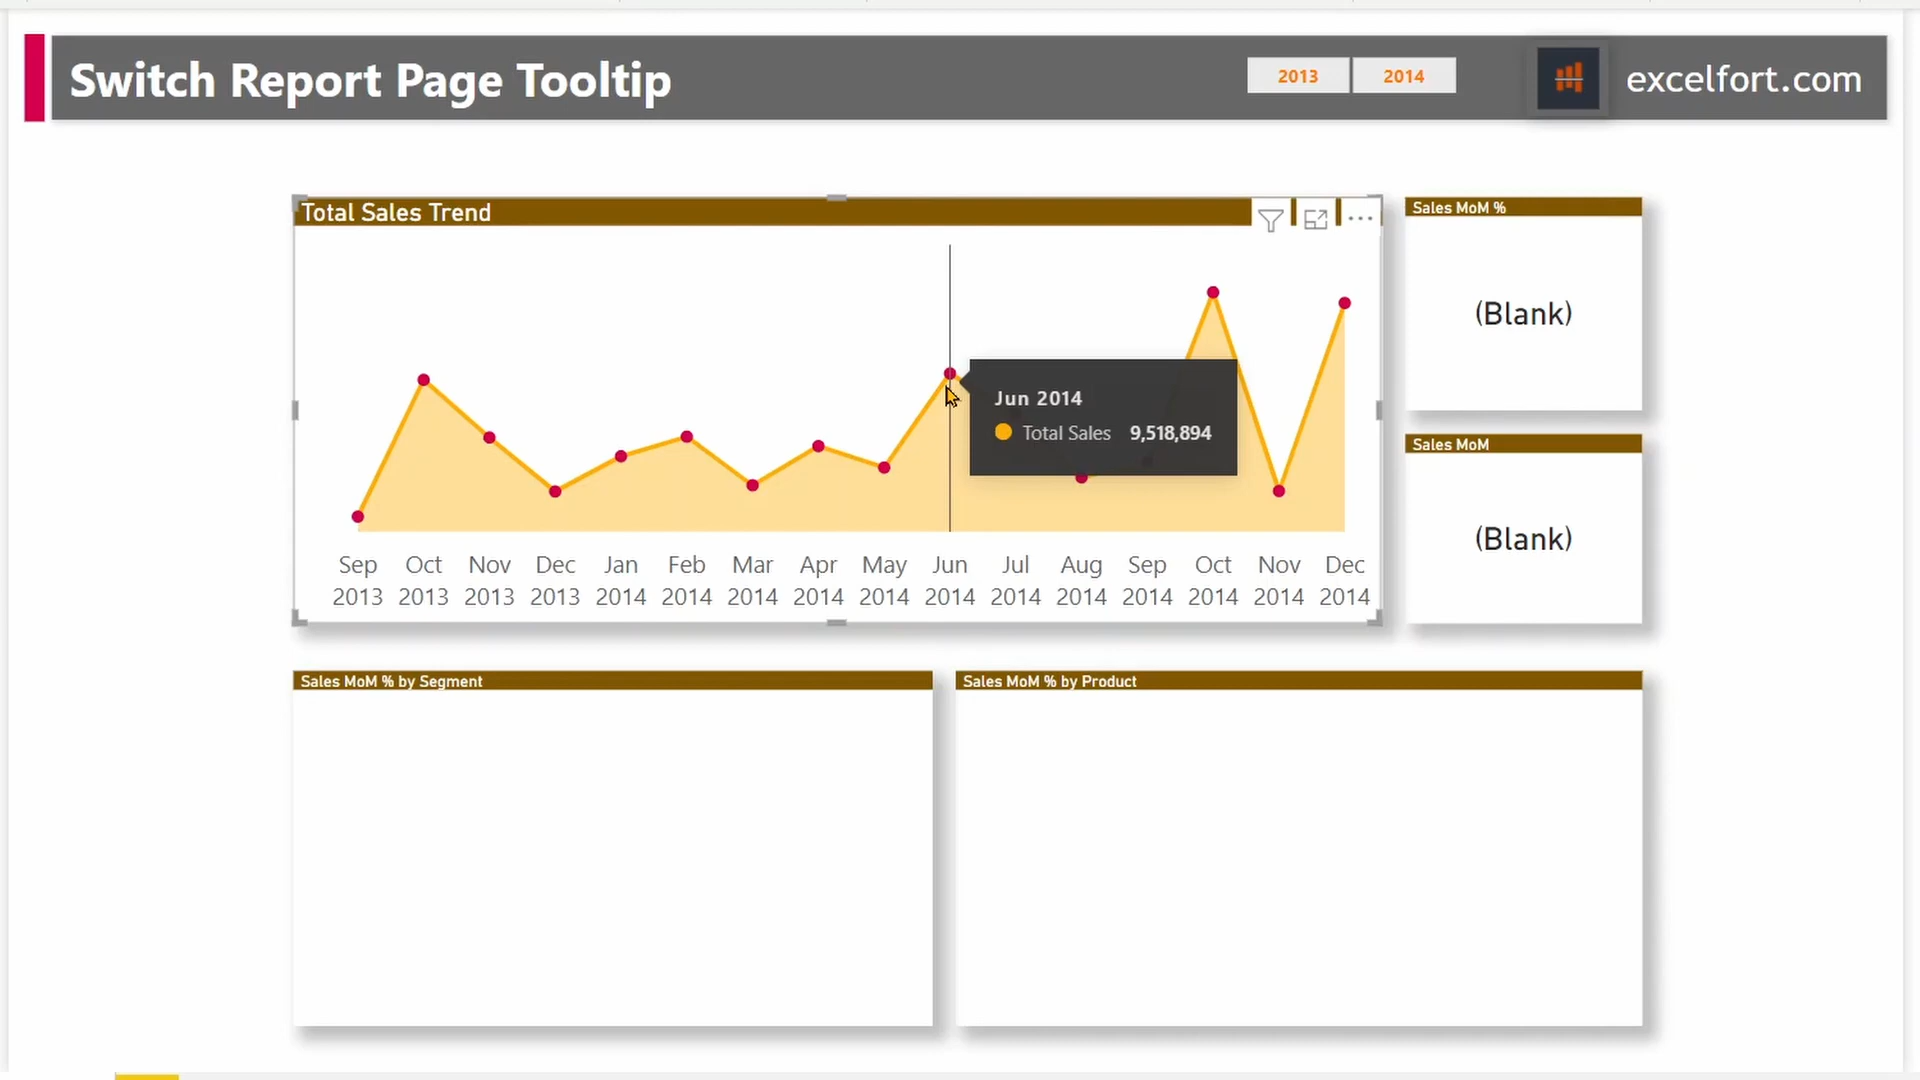 Switch Report Page Tooltip
2013 2014
excelfort.com
Total Sales Trend
Sales MoM %
(Blank)
Jun 2014
Total Sales 9,518,894
Sales MoM
(Blank)
Sep Oct Nov Dec Jan Feb Mar Apr May Jun Jul Aug Sep Oct Nov Dec
2013 2013 2013 2013 2014 2014 2014 2014 2014 2014 2014 2014 2014 2014 2014 2014
Sales MoM % by Segment
Sales MoM % by Product